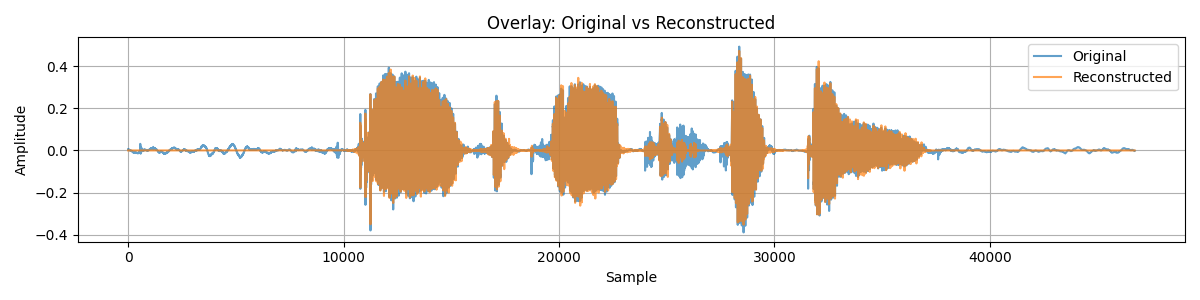 Overlay: Original vs Reconstructed
Original
Reconstructed
Amplitude
0.4
0.2
0.0
−0.2
−0.4
0
10000
20000
30000
40000
Sample